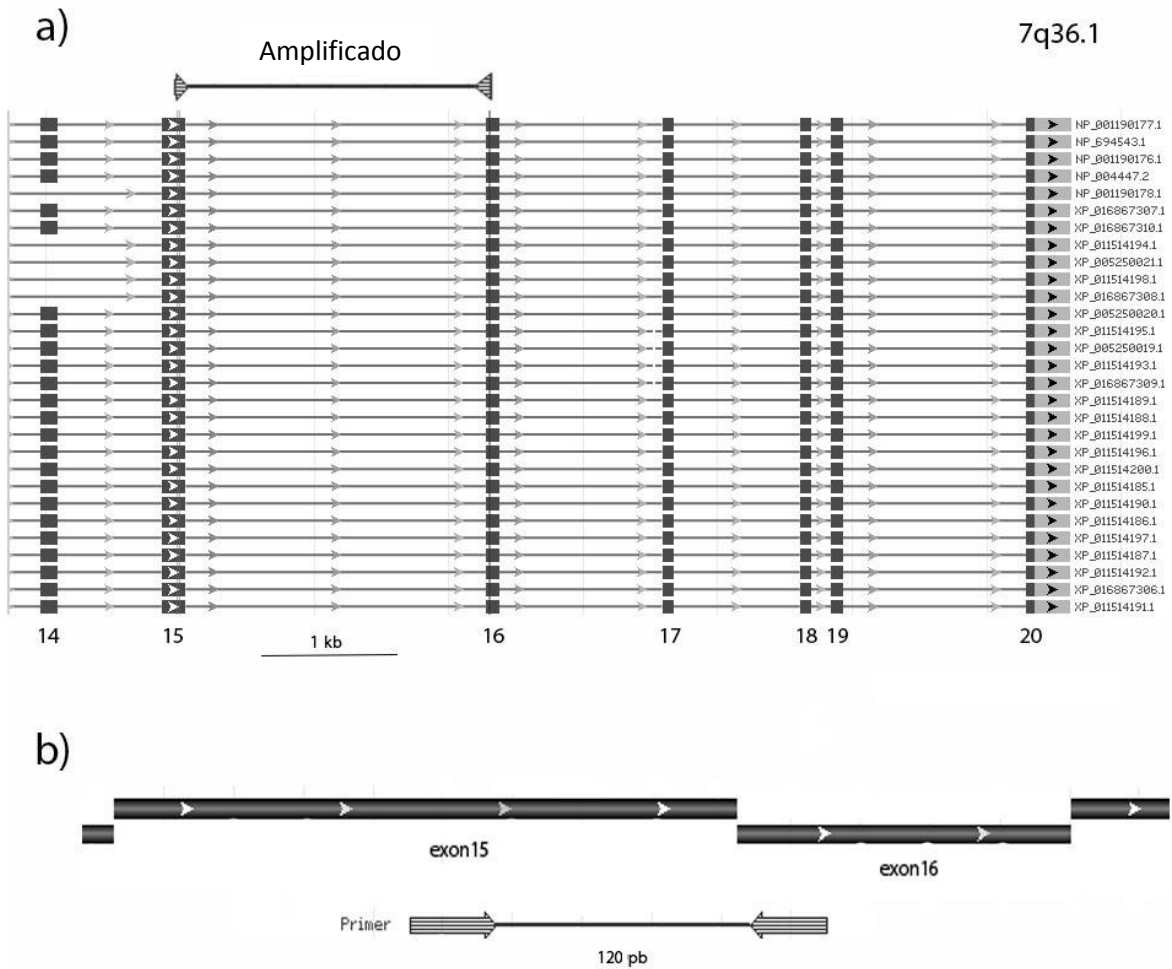 a)
7q36.1
Amplificado
NP_001190177.1
NP_694543.1
NP_001190176.1
NP_004447.2
NP_001190178.1
XP_016867307.1
XP_016867310.1
XP_011514194.1
XP_005250021.1
XP_011514198.1
XP_016867308.1
XP_005250020.1
XP_011514195.1
XP_005250019.1
XP_011514193.1
XP_016867309.1
XP_011514189.1
XP_011514188.1
XP_011514199.1
XP_011514196.1
XP_011514200.1
XP_011514185.1
XP_011514190.1
XP_011514186.1
XP_011514197.1
XP_011514187.1
XP_011514192.1
XP_016867306.1
XP_011514191.1
14 15 16 17 18 19 20
1 kb
b)
exon15
exon16
Primer
120 pb